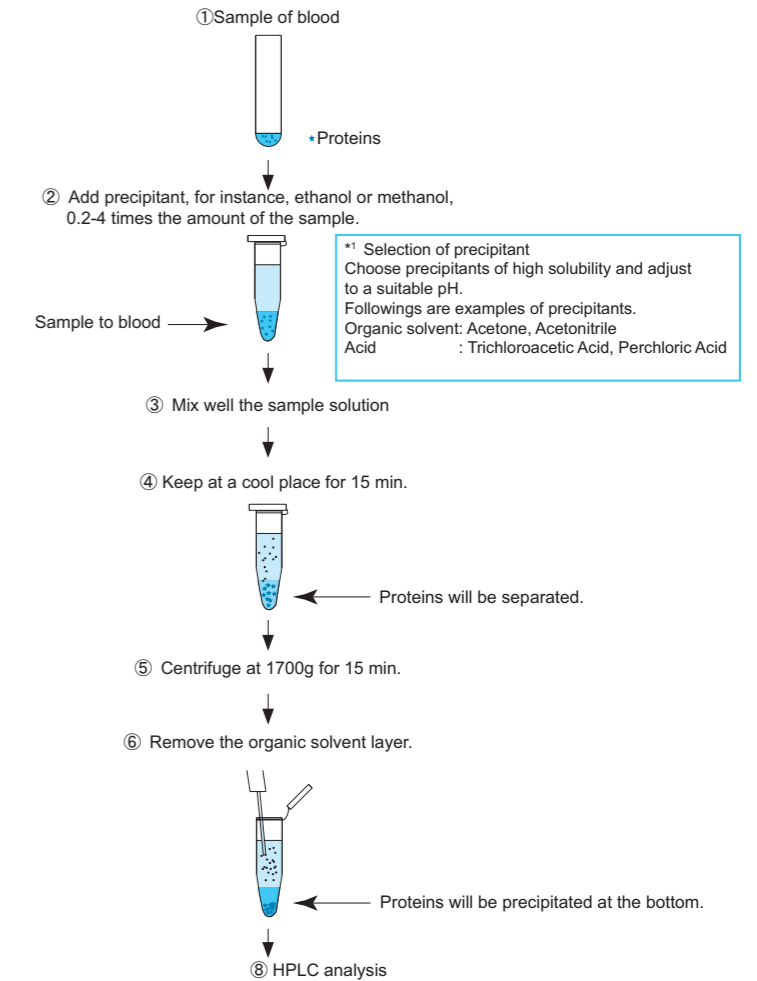 ①Sample of blood
*Proteins
② Add precipitant, for instance, ethanol or methanol,
0.2-4 times the amount of the sample.
*1 Selection of precipitant
Choose precipitants of high solubility and adjust
to a suitable pH.
Followings are examples of precipitants.
Organic solvent: Acetone, Acetonitrile
Acid : Trichloroacetic Acid, Perchloric Acid
Sample to blood
③ Mix well the sample solution
④ Keep at a cool place for 15 min.
Proteins will be separated.
⑤ Centrifuge at 1700g for 15 min.
⑥ Remove the organic solvent layer.
Proteins will be precipitated at the bottom.
⑧ HPLC analysis